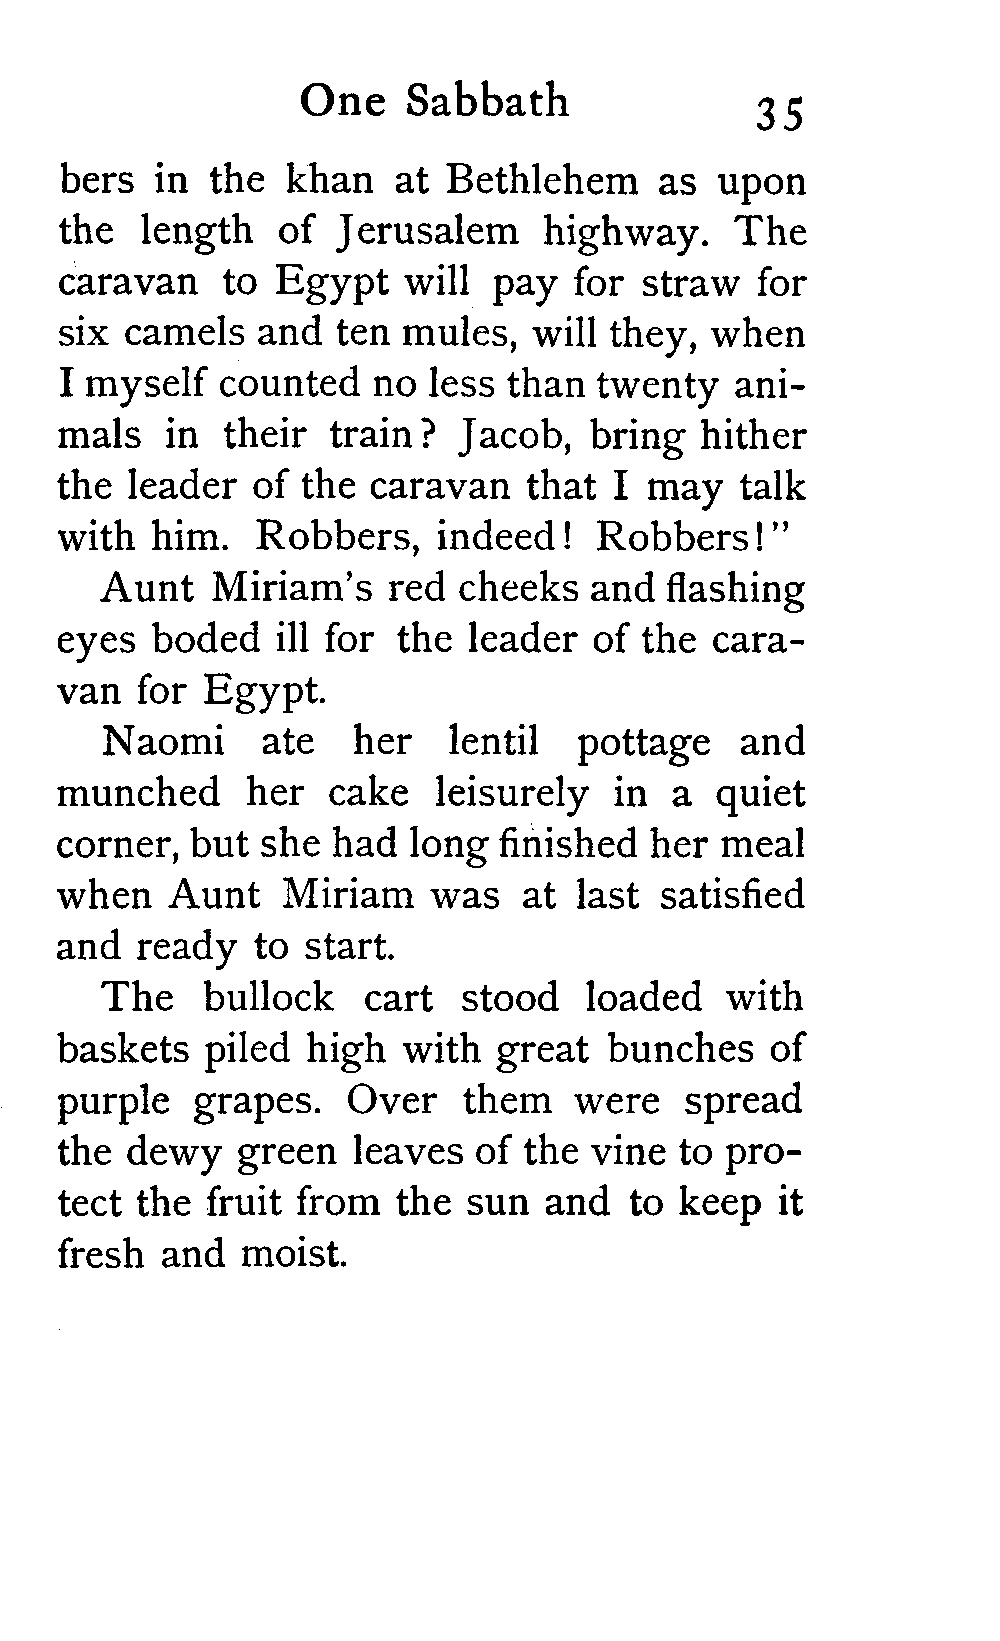 One Sabbath 35
bers in the khan at Bethlehem as upon
the length of Jerusalem highway. The
caravan to Egypt will pay for straw for
six camels and ten mules, will they, when
I myself counted no less than twenty ani-
mals in their train? Jacob, bring hither
the leader of the caravan that I may talk
with him. Robbers, indeed! Robbers!"
Aunt Miriam's red cheeks and flashing
eyes boded ill for the leader of the cara-
van for Egypt.
Naomi ate her lentil pottage and
munched her cake leisurely in a quiet
corner, but she had long finished her meal
when Aunt Miriam was at last satisfied
and ready to start.
The bullock cart stood loaded with
baskets piled high with great bunches of
purple grapes. Over them were spread
the dewy green leaves of the vine to pro-
tect the fruit from the sun and to keep it
fresh and moist.